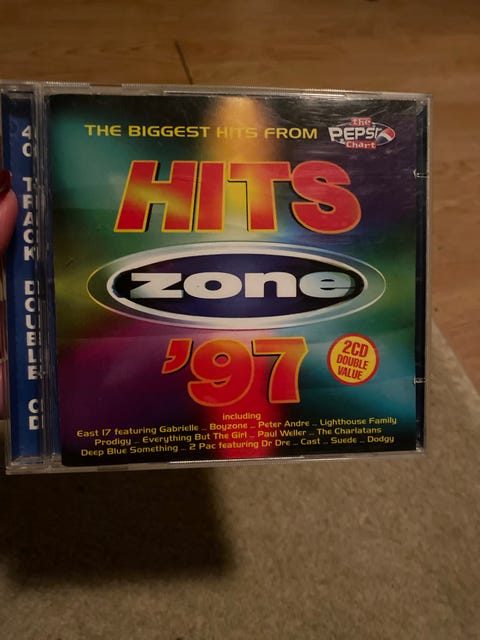 THE BIGGEST HITS FROM
the
PEPSI
Chart
HITS
zone
'97
2CD
DOUBLE
VALUE
including
East 17 featuring Gabrielle ... Boyzone ... Peter Andre ... Lighthouse Family
Prodigy ... Everything But The Girl ... Paul Weller ... The Charlatans
Deep Blue Something ... 2 Pac featuring Dr Dre ... Cast ... Suede ... Dodgy
40 TRACK DOUBLE CD